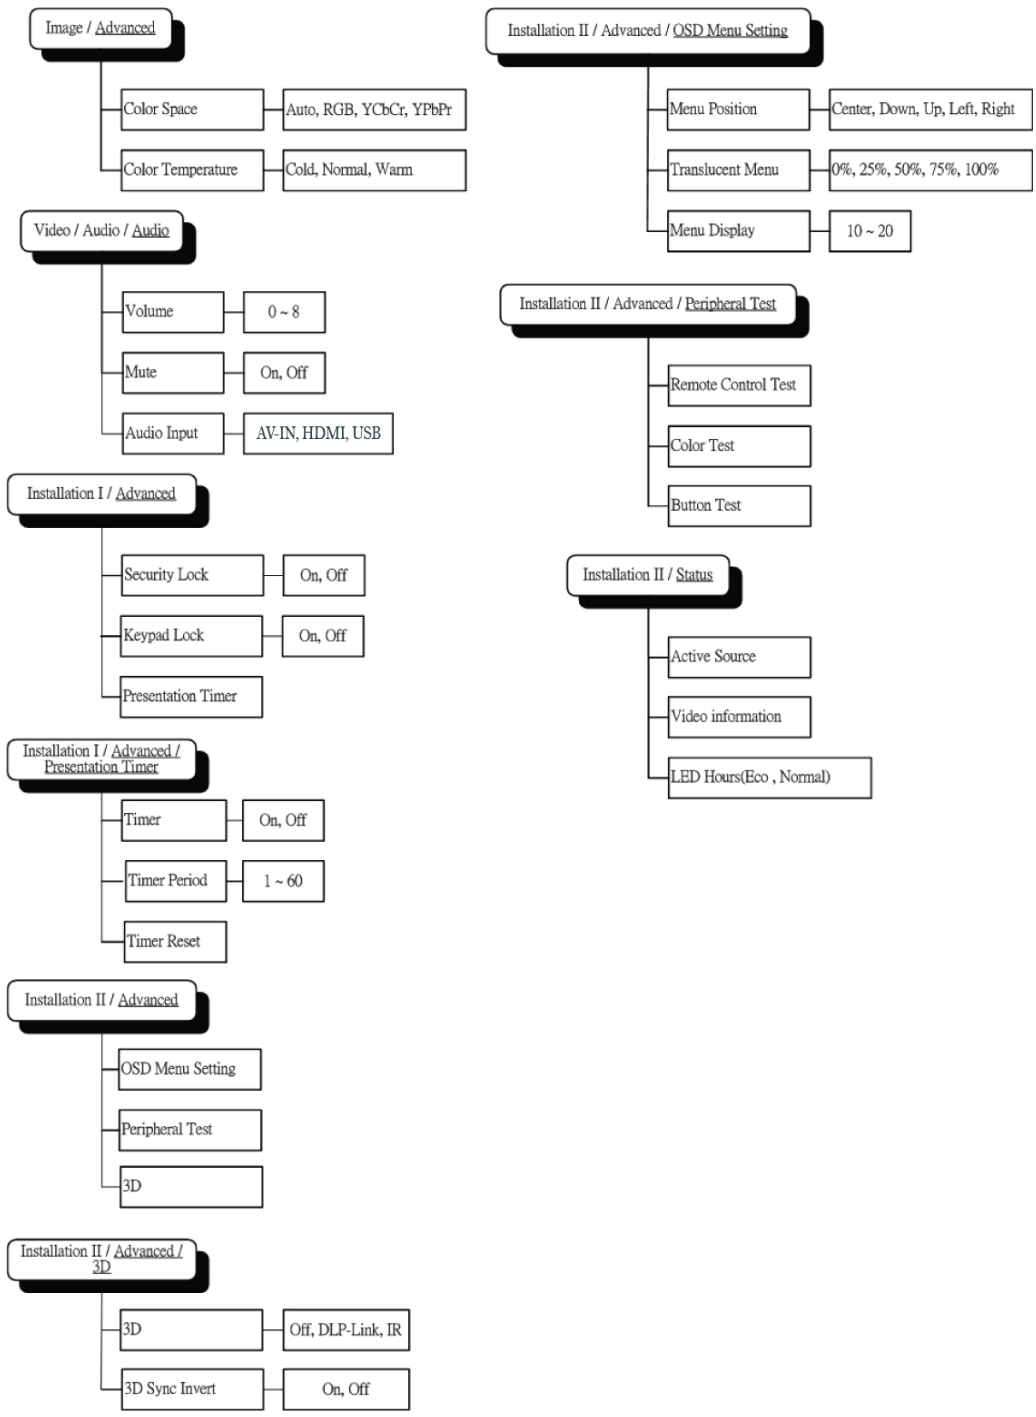 Image / Advanced
Color Space
Auto, RGB, YCbCr, YPbPr
Color Temperature
Cold, Normal, Warm
Video / Audio / Audio
Volume
0 ~ 8
Mute
On, Off
Audio Input
AV-IN, HDMI, USB
Installation I / Advanced
Security Lock
On, Off
Keypad Lock
On, Off
Presentation Timer
Installation I / Advanced /
Presentation Timer
Timer
On, Off
Timer Period
1 ~ 60
Timer Reset
Installation II / Advanced
OSD Menu Setting
Peripheral Test
3D
Installation II / Advanced /
3D
3D
Off, DLP-Link, IR
3D Sync Invert
On, Off
Installation II / Advanced / OSD Menu Setting
Menu Position
Center, Down, Up, Left, Right
Translucent Menu
0%, 25%, 50%, 75%, 100%
Menu Display
10 ~ 20
Installation II / Advanced / Peripheral Test
Remote Control Test
Color Test
Button Test
Installation II / Status
Active Source
Video information
LED Hours(Eco , Normal)